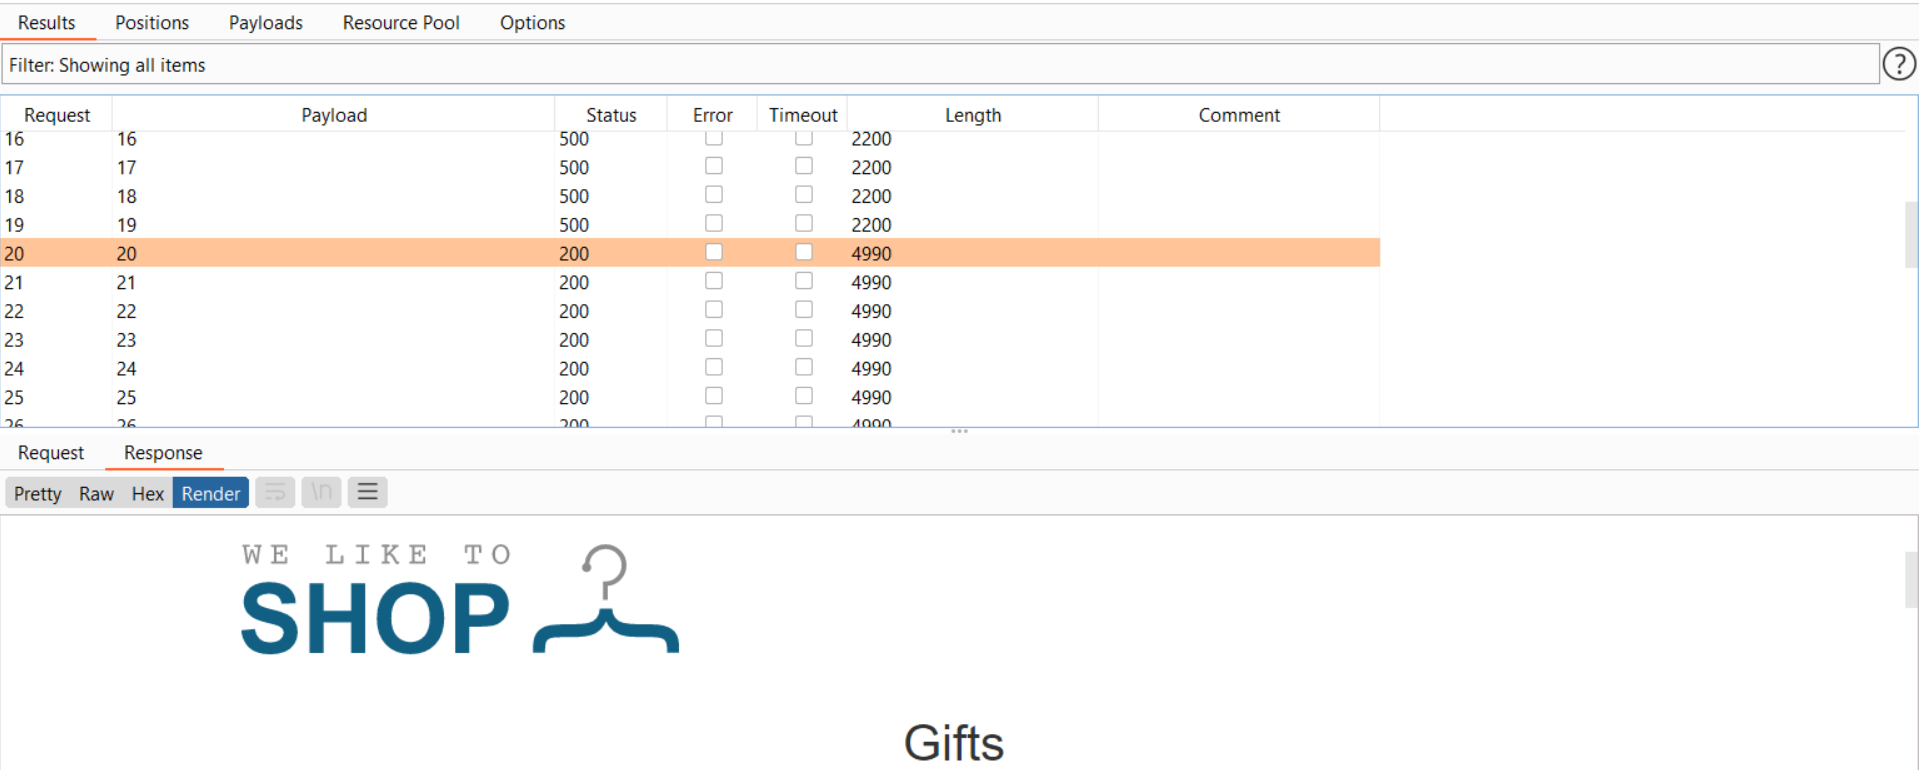 Results Positions Payloads Resource Pool Options
Filter: Showing all items
?
Request Payload Status Error Timeout Length Comment
16 16 500 2200
17 17 500 2200
18 18 500 2200
19 19 500 2200
20 20 200 4990
21 21 200 4990
22 22 200 4990
23 23 200 4990
24 24 200 4990
25 25 200 4990
26 26 200 4990
Request Response
Pretty Raw Hex Render \n
WE LIKE TO
SHOP
Gifts